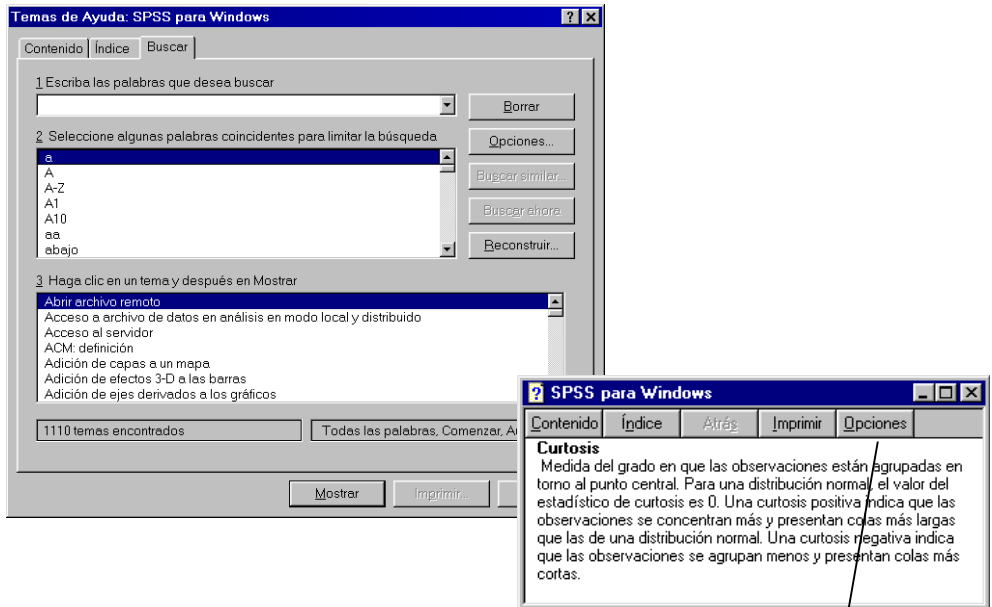 Temas de Ayuda: SPSS para Windows
Contenido Índice Buscar
1 Escriba las palabras que desea buscar
Borrar
2 Seleccione algunas palabras coincidentes para limitar la búsqueda
Opciones...
a
A
A-Z
A1
A10
aa
abajo
Buscar similar...
Buscar ahora
Reconstruir...
3 Haga clic en un tema y después en Mostrar
Abrir archivo remoto
Acceso a archivo de datos en análisis en modo local y distribuido
Acceso al servidor
ACM: definición
Adición de capas a un mapa
Adición de efectos 3-D a las barras
Adición de ejes derivados a los gráficos
1110 temas encontrados
Todas las palabras, Comenzar,
Mostrar
Imprimir...
SPSS para Windows
Contenido Índice Atrás Imprimir Opciones
Curtosis
Medida del grado en que las observaciones están agrupadas en
torno al punto central. Para una distribución normal, el valor del
estadístico de curtosis es 0. Una curtosis positiva indica que las
observaciones se concentran más y presentan colas más largas
que las de una distribución normal. Una curtosis negativa indica
que las observaciones se agrupan menos y presentan colas más
cortas.